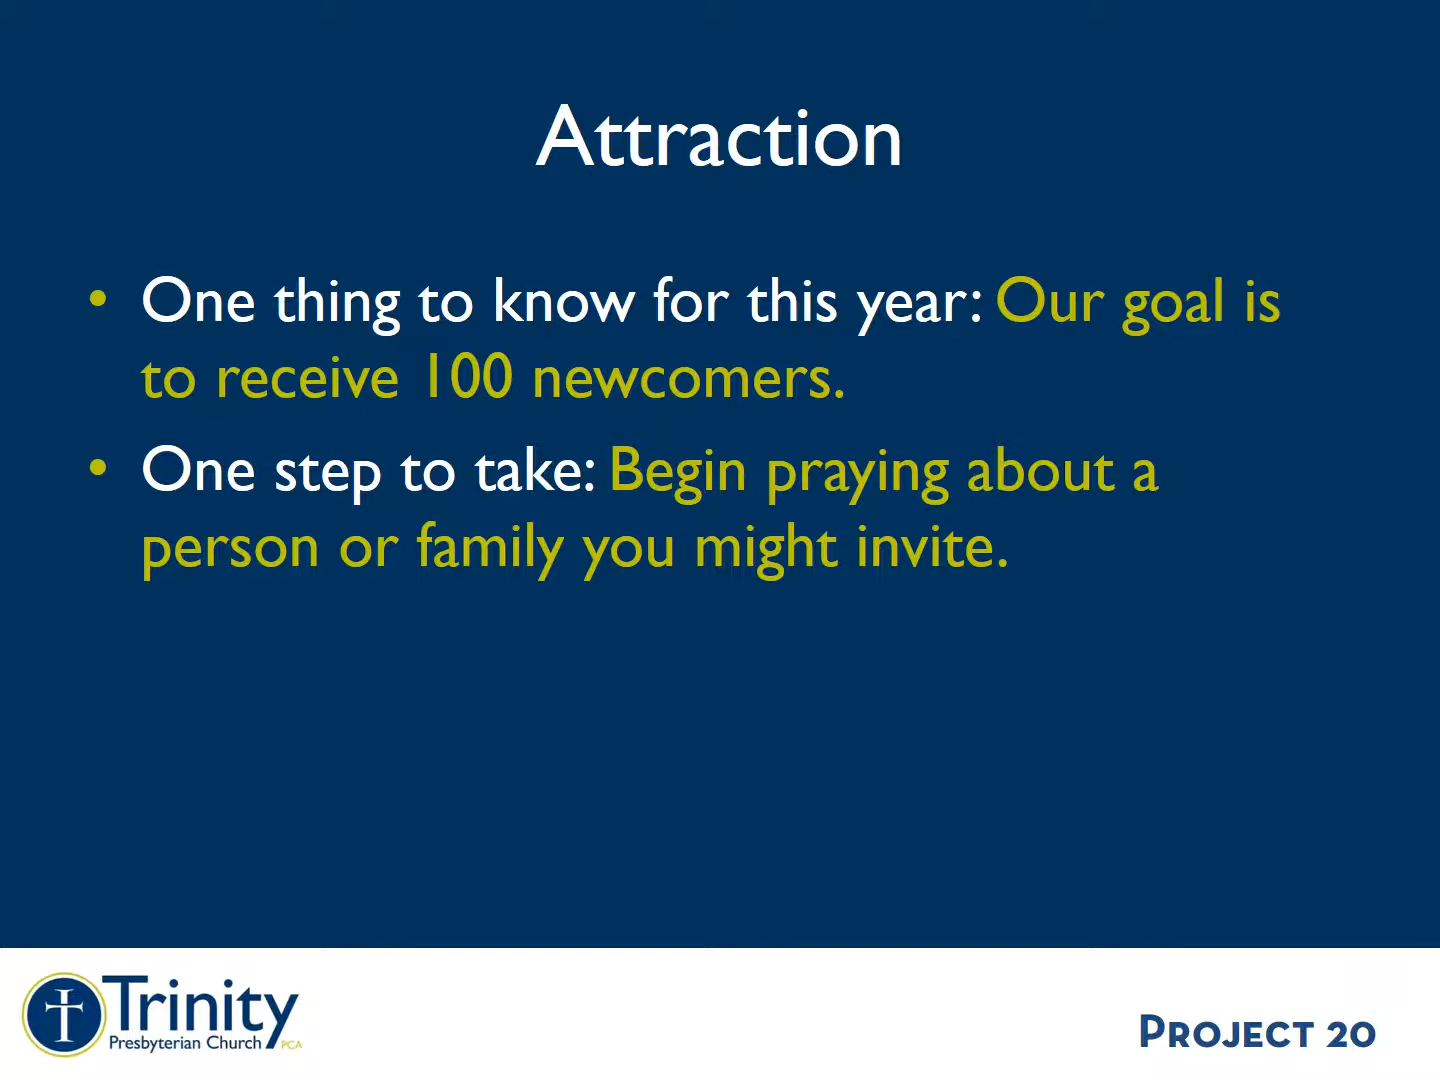 Attraction
• One thing to know for this year: Our goal is
to receive 100 newcomers.
• One step to take: Begin praying about a
person or family you might invite.
Trinity
Presbyterian Church PCA
PROJECT 20